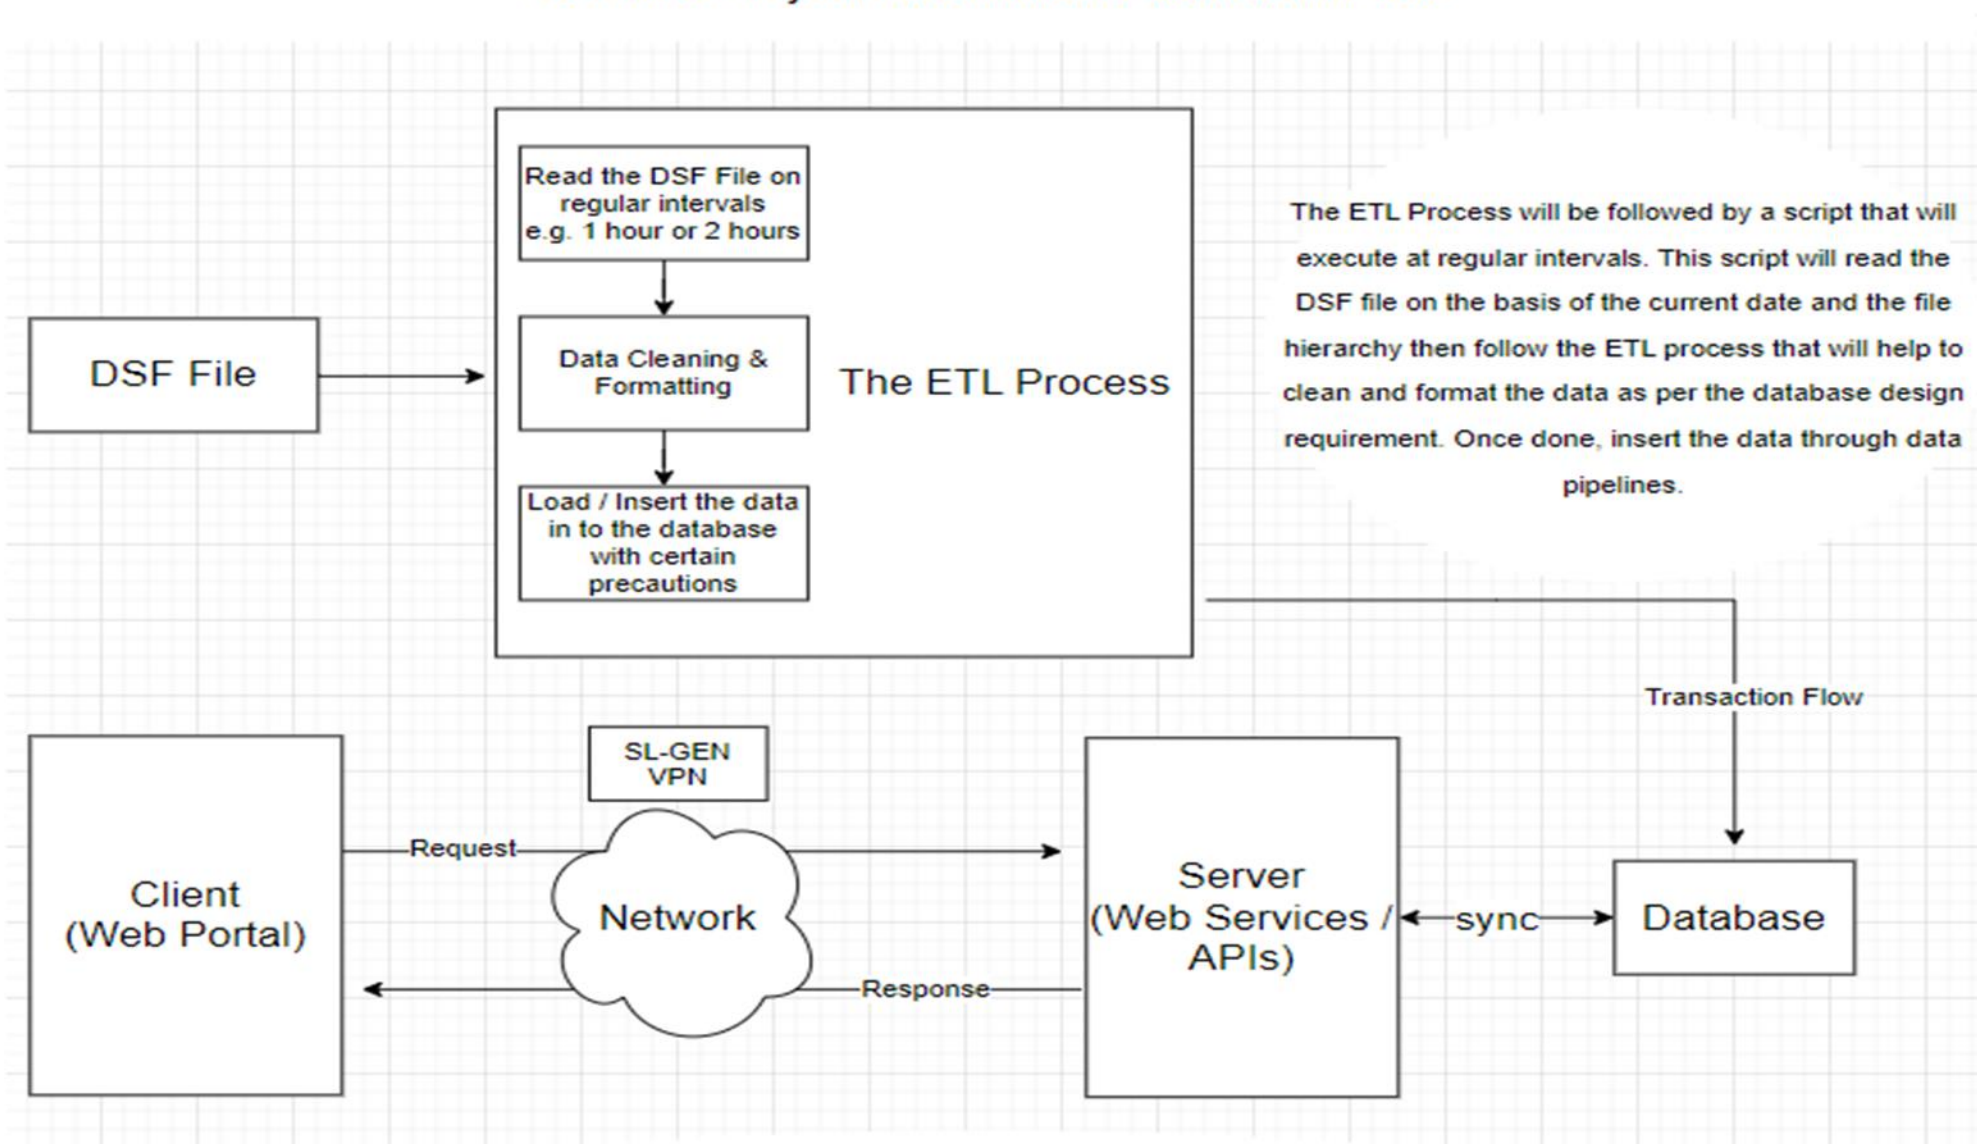 Read the DSF File on
regular intervals
e.g. 1 hour or 2 hours
DSF File
Data Cleaning &
Formatting
The ETL Process
Load / Insert the data
in to the database
with certain
precautions
The ETL Process will be followed by a script that will
execute at regular intervals. This script will read the
DSF file on the basis of the current date and the file
hierarchy then follow the ETL process that will help to
clean and format the data as per the database design
requirement. Once done, insert the data through data
pipelines.
Transaction Flow
SL-GEN
VPN
Client
(Web Portal)
Request
Network
Response
Server
(Web Services /
APIs)
sync
Database